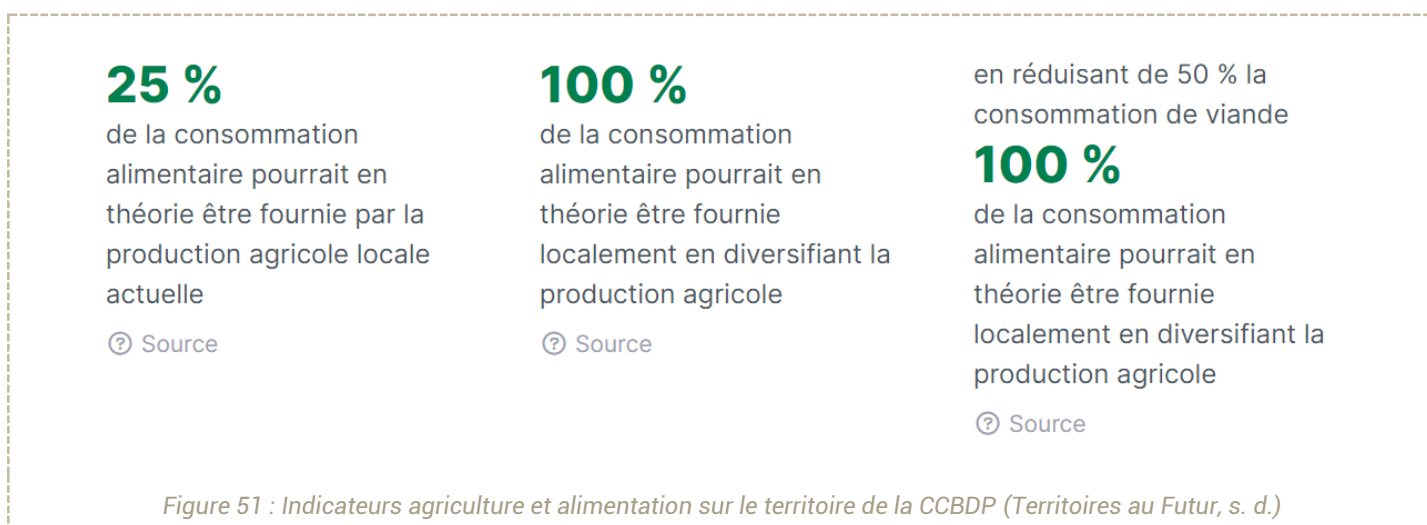 25 %
de la consommation
alimentaire pourrait en
théorie être fournie par la
production agricole locale
actuelle
Source
100 %
de la consommation
alimentaire pourrait en
théorie être fournie
localement en diversifiant la
production agricole
Source
en réduisant de 50 % la
consommation de viande
100 %
de la consommation
alimentaire pourrait en
théorie être fournie
localement en diversifiant la
production agricole
Source
Figure 51 : Indicateurs agriculture et alimentation sur le territoire de la CCBDP (Territoires au Futur, s. d.)